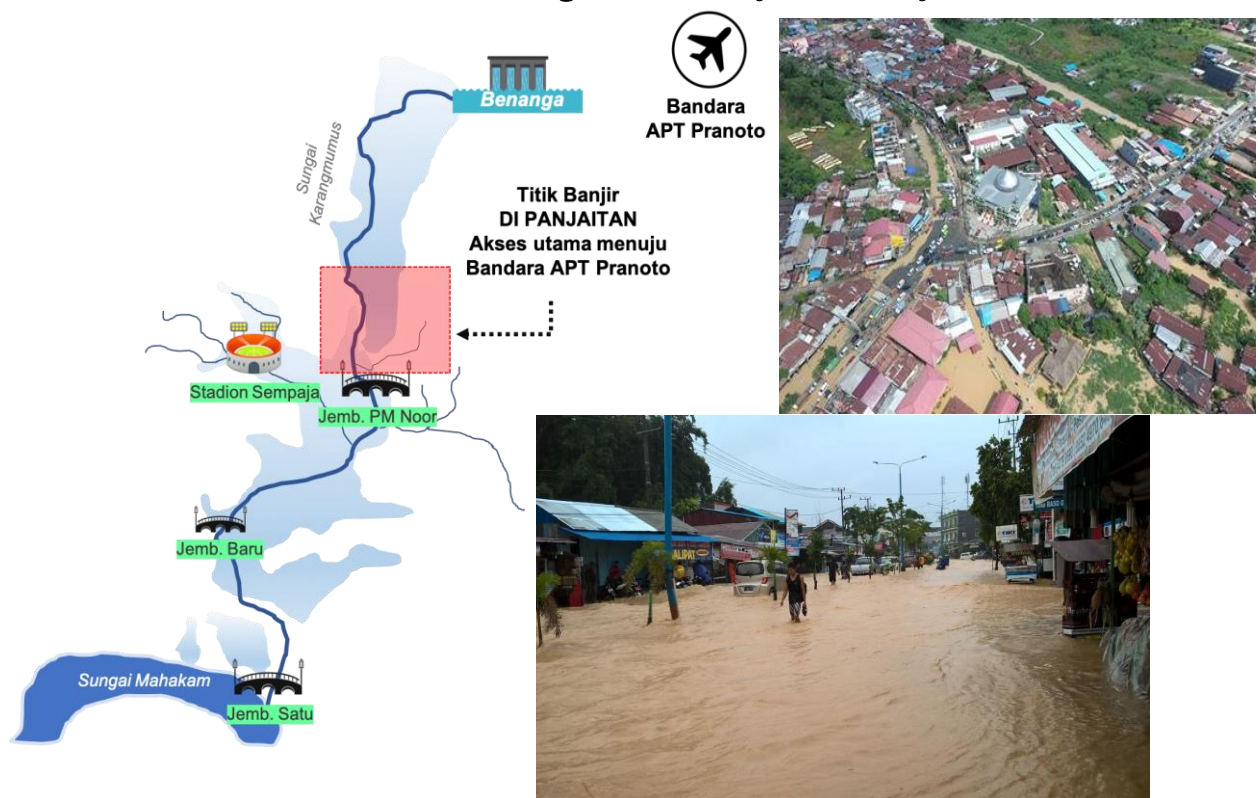 Benanga
Bandara
APT Pranoto
Sungai
Karangmumus
Titik Banjir
DI PANJAITAN
Akses utama menuju
Bandara APT Pranoto
Stadion Sempaja
Jemb. PM Noor
Jemb. Baru
Sungai Mahakam
Jemb. Satu